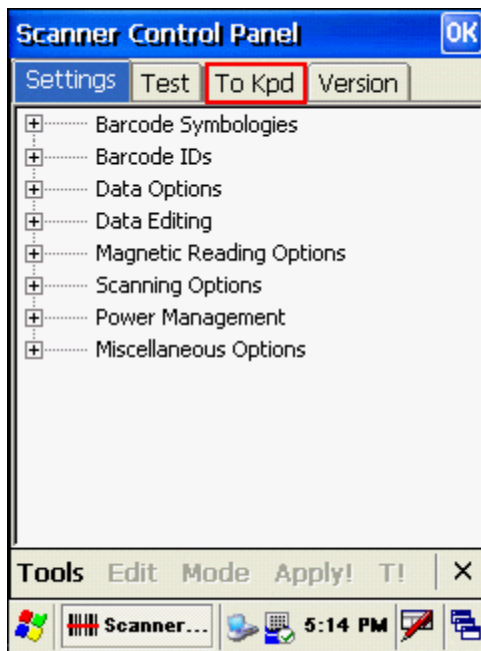 Scanner Control Panel OK
Settings Test To Kpd Version
Barcode Symbologies
Barcode IDs
Data Options
Data Editing
Magnetic Reading Options
Scanning Options
Power Management
Miscellaneous Options
Tools Edit Mode Apply! T! ×
Scanner... 5:14 PM